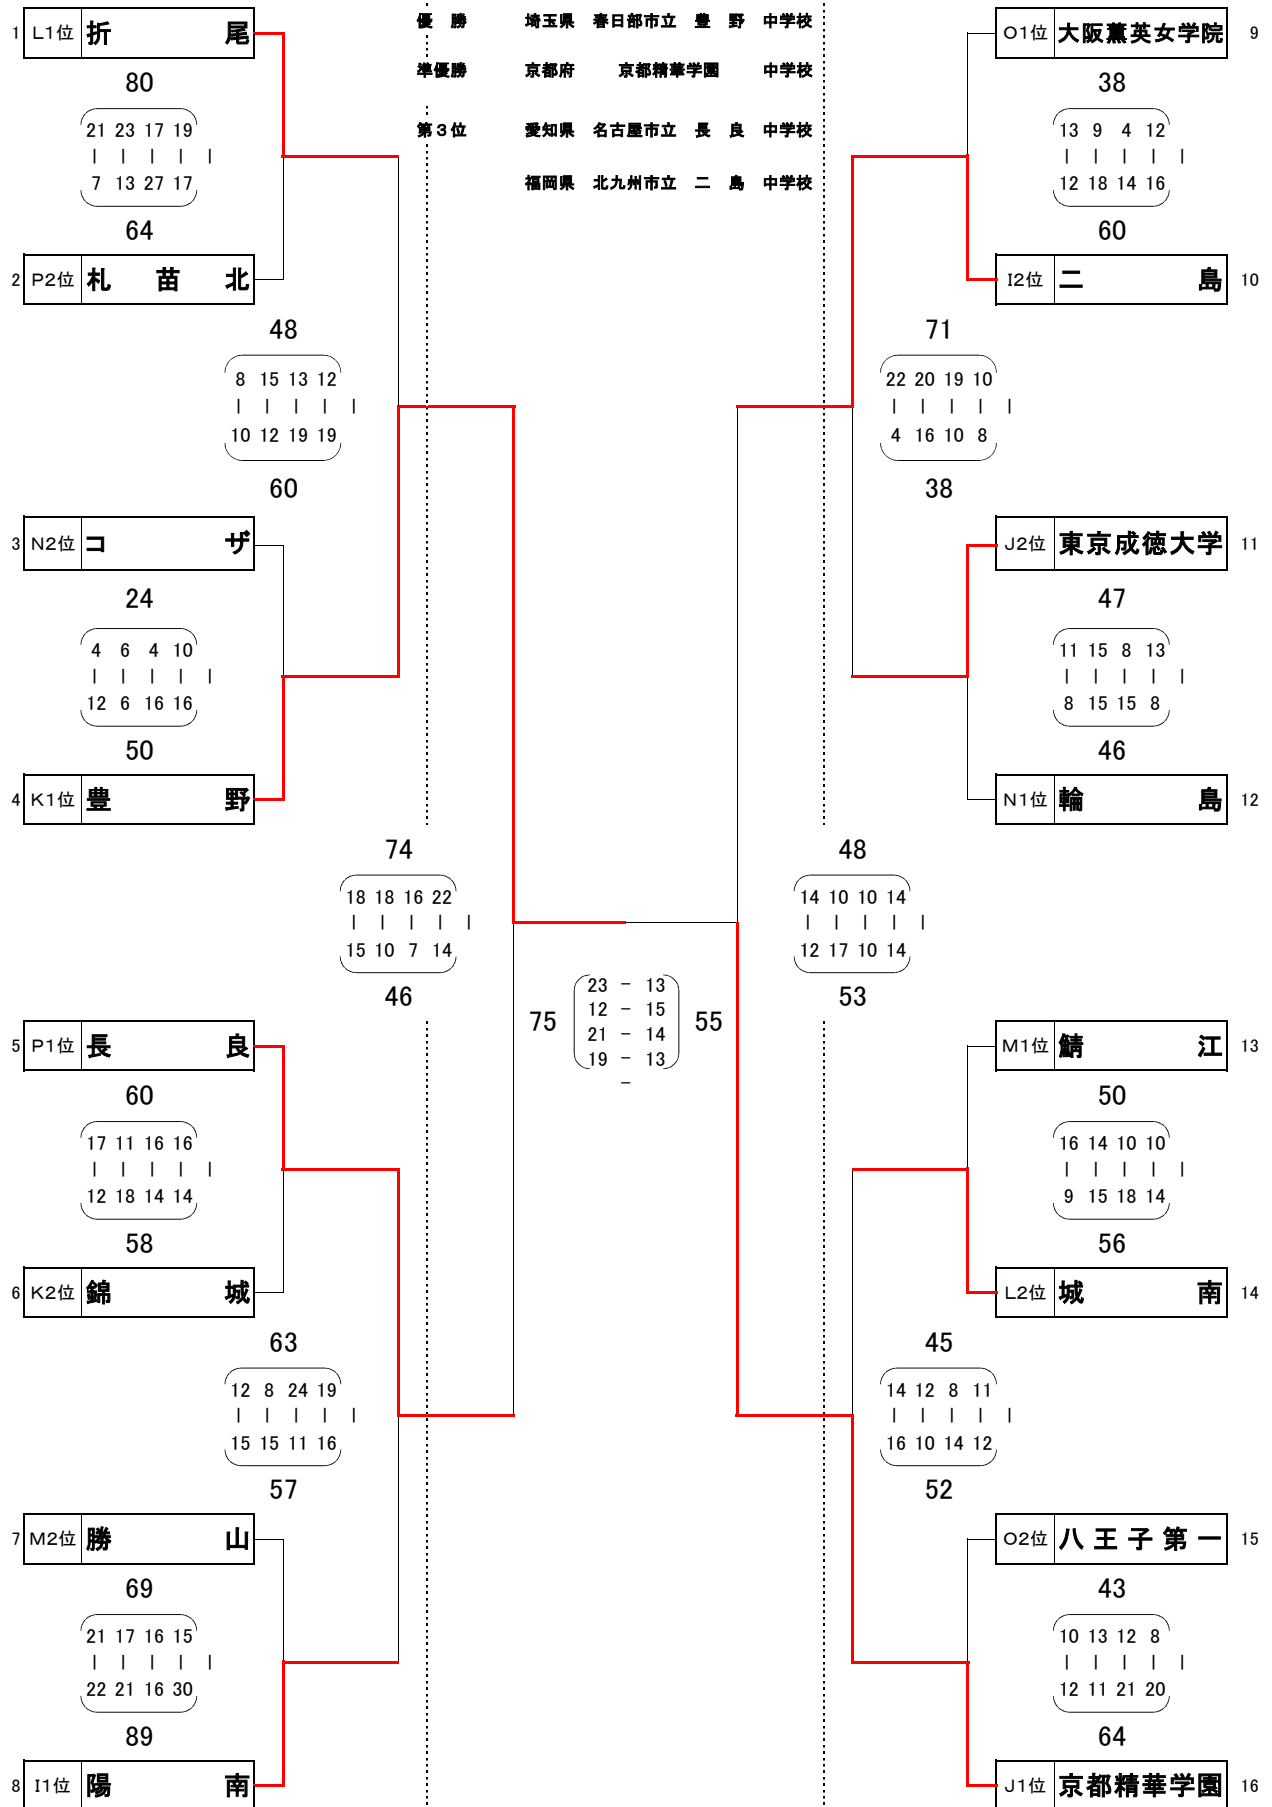 優　勝　埼玉県　春日部市立　豊　野　中学校
準優勝　京都府　京都精華学園　中学校
第３位　愛知県　名古屋市立　長　良　中学校
福岡県　北九州市立　二　島　中学校
1 L1位 折尾
80
21 23 17 19
| | | | |
7 13 27 17
64
2 P2位 札苗北
48
8 15 13 12
| | | | |
10 12 19 19
60
3 N2位 コザ
24
4 6 4 10
| | | | |
12 6 16 16
50
4 K1位 豊野
74
18 18 16 22
| | | | |
15 10 7 14
46
5 P1位 長良
60
17 11 16 16
| | | | |
12 18 14 14
58
6 K2位 錦城
63
12 8 24 19
| | | | |
15 15 11 16
57
7 M2位 勝山
69
21 17 16 15
| | | | |
22 21 16 30
89
8 I1位 陽南
75
23 － 13
12 － 15
21 － 14
19 － 13
－
55
O1位 大阪薫英女学院 9
38
13 9 4 12
| | | | |
12 18 14 16
60
I2位 二島 10
71
22 20 19 10
| | | | |
4 16 10 8
38
J2位 東京成徳大学 11
47
11 15 8 13
| | | | |
8 15 15 8
46
N1位 輪島 12
48
14 10 10 14
| | | | |
12 17 10 14
53
M1位 鯖江 13
50
16 14 10 10
| | | | |
9 15 18 14
56
L2位 城南 14
45
14 12 8 11
| | | | |
16 10 14 12
52
O2位 八王子第一 15
43
10 13 12 8
| | | | |
12 11 21 20
64
J1位 京都精華学園 16